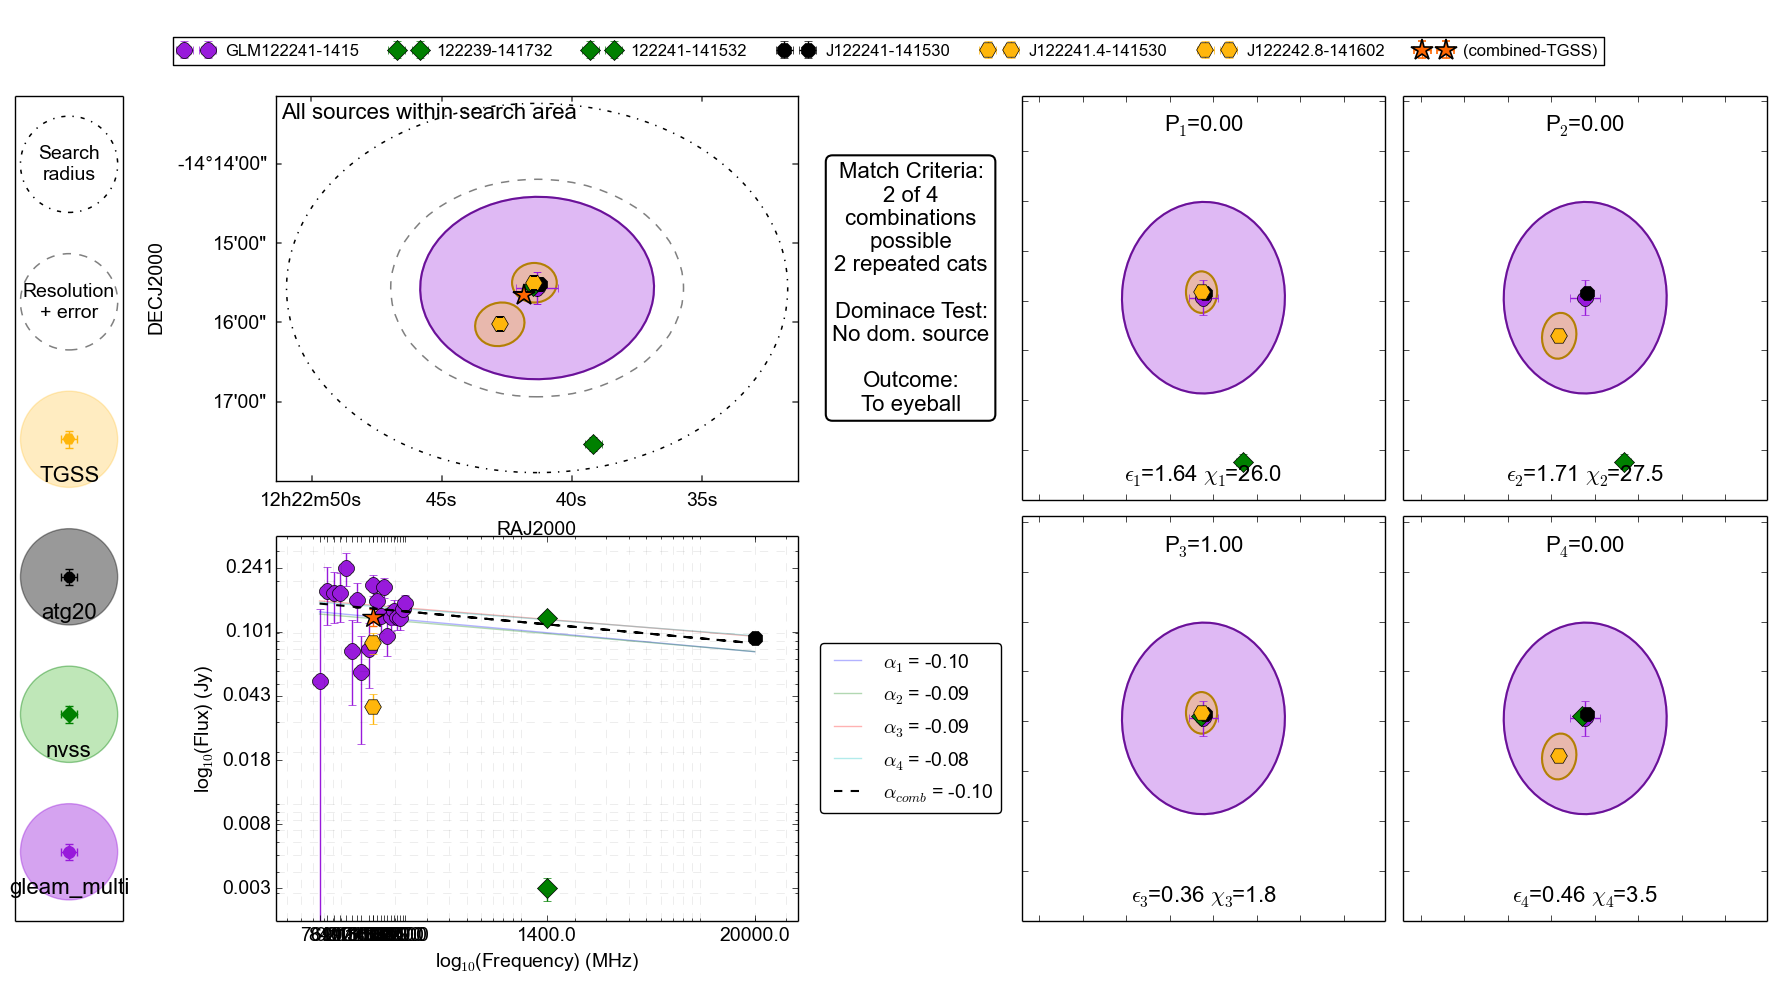 GLM122241-1415 122239-141732 122241-141532 J122241-141530 J122241.4-141530 J122242.8-141602 (combined-TGSS)
Search
radius
Resolution
+ error
TGSS
atg20
nvss
gleam_multi
All sources within search area
DECJ2000
-14°14'00"
15'00"
16'00"
17'00"
12h22m50s 45s 40s 35s
RAJ2000
Match Criteria:
2 of 4
combinations
possible
2 repeated cats
Dominace Test:
No dom. source
Outcome:
To eyeball
P1=0.00
ϵ1=1.64 χ1=26.0
P2=0.00
ϵ2=1.71 χ2=27.5
P3=1.00
ϵ3=0.36 χ3=1.8
P4=0.00
ϵ4=0.46 χ4=3.5
log10(Flux) (Jy)
0.241
0.101
0.043
0.018
0.008
0.003
1400.0 20000.0
log10(Frequency) (MHz)
α1 = -0.10
α2 = -0.09
α3 = -0.09
α4 = -0.08
αcomb = -0.10